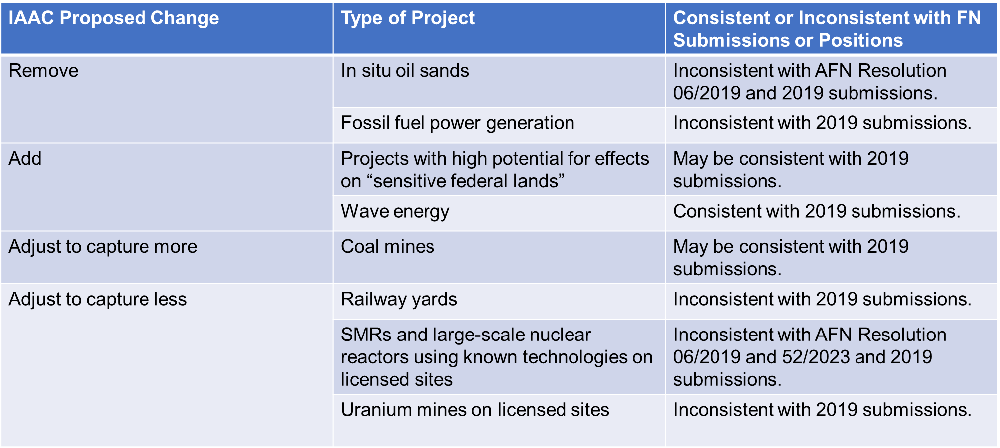 IAAC Proposed Change
Type of Project
Consistent or Inconsistent with FN
Submissions or Positions
Remove
In situ oil sands
Inconsistent with AFN Resolution
06/2019 and 2019 submissions.
Fossil fuel power generation
Inconsistent with 2019 submissions.
Add
Projects with high potential for effects
on “sensitive federal lands”
May be consistent with 2019
submissions.
Wave energy
Consistent with 2019 submissions.
Adjust to capture more
Coal mines
May be consistent with 2019
submissions.
Adjust to capture less
Railway yards
Inconsistent with 2019 submissions.
SMRs and large-scale nuclear
reactors using known technologies on
licensed sites
Inconsistent with AFN Resolution
06/2019 and 52/2023 and 2019
submissions.
Uranium mines on licensed sites
Inconsistent with 2019 submissions.